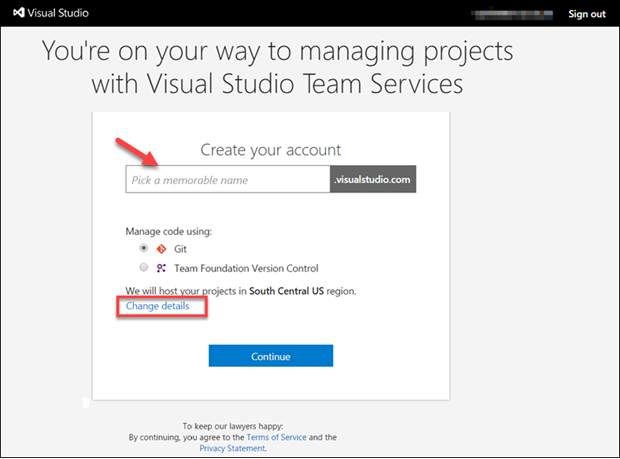 Visual Studio
Sign out
You're on your way to managing projects
with Visual Studio Team Services
Create your account
Pick a memorable name .visualstudio.com
Manage code using:
Git
Team Foundation Version Control
We will host your projects in South Central US region.
Change details
Continue
To keep our lawyers happy:
By continuing, you agree to the Terms of Service and the
Privacy Statement.